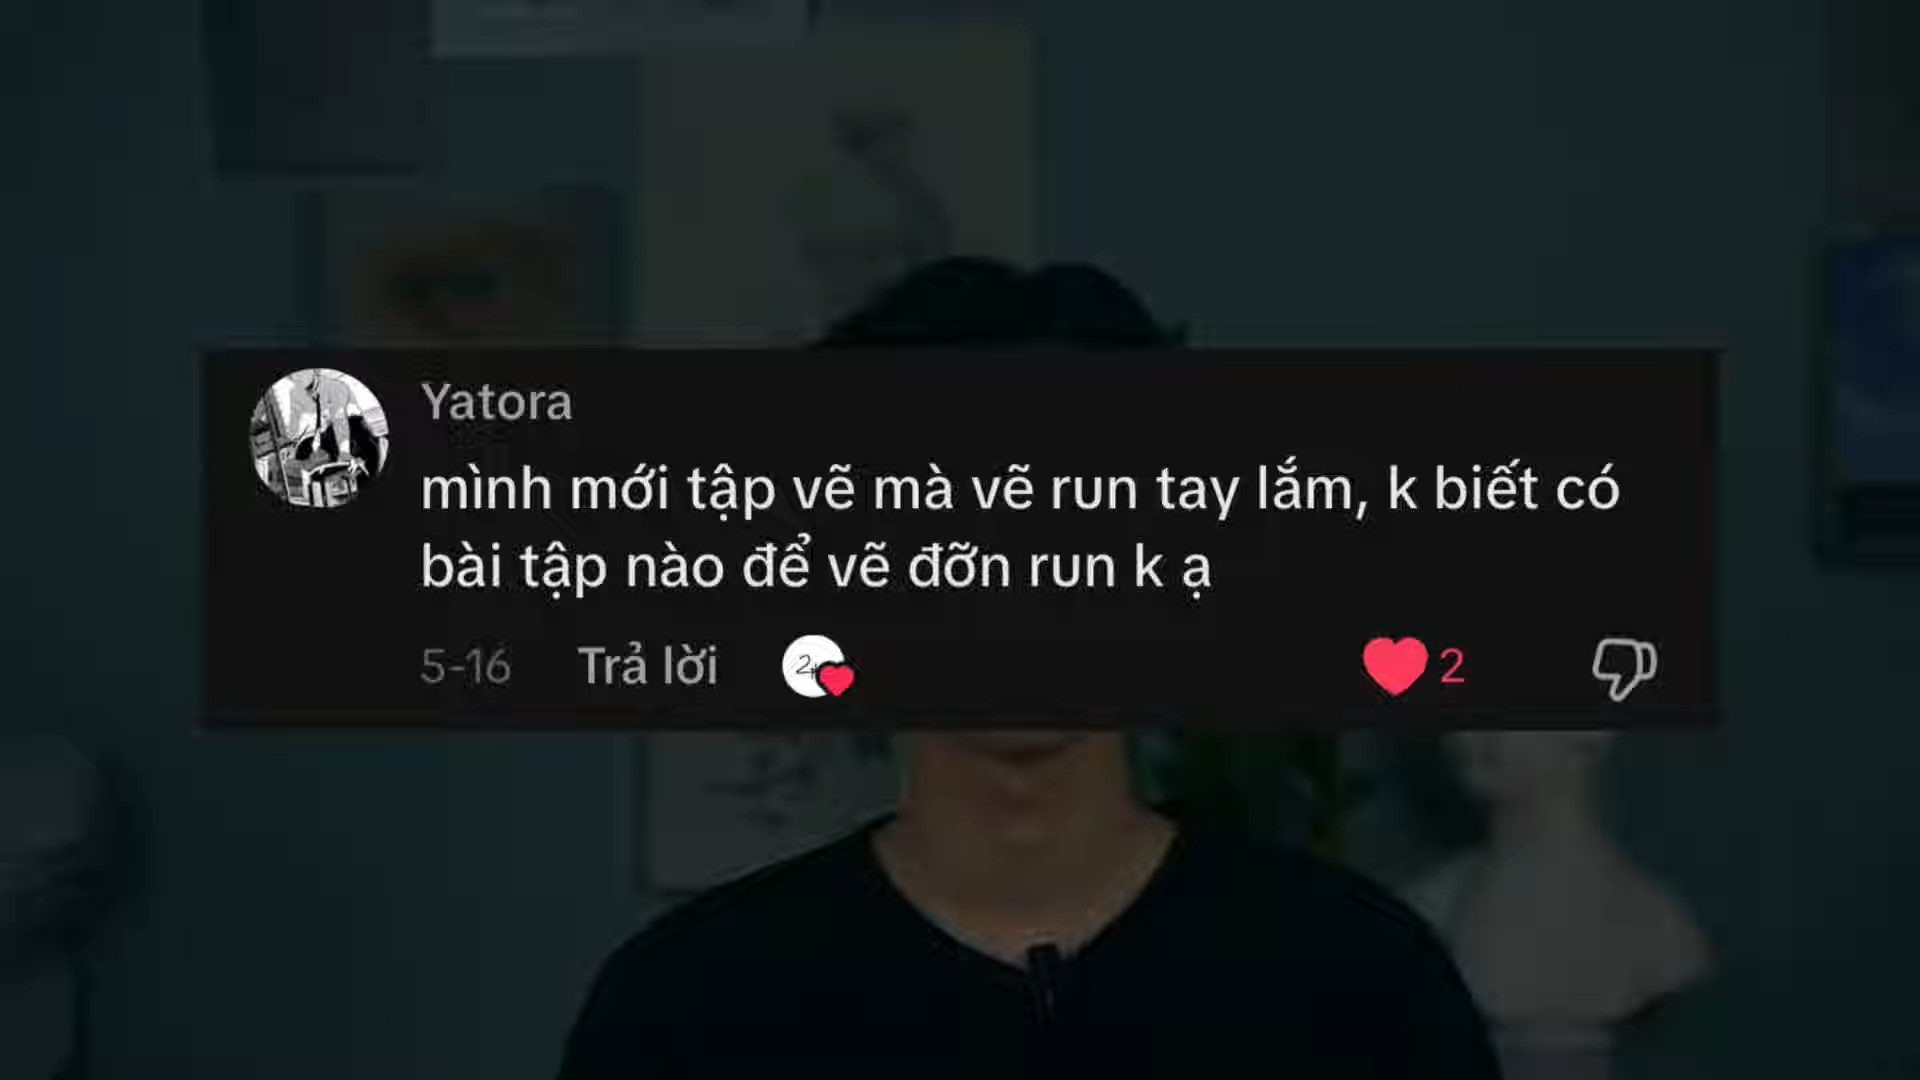 Yatora
mình mới tập vẽ mà vẽ run tay lắm, k biết có
bài tập nào để vẽ đỡn run k ạ
5-16 Trả lời 2